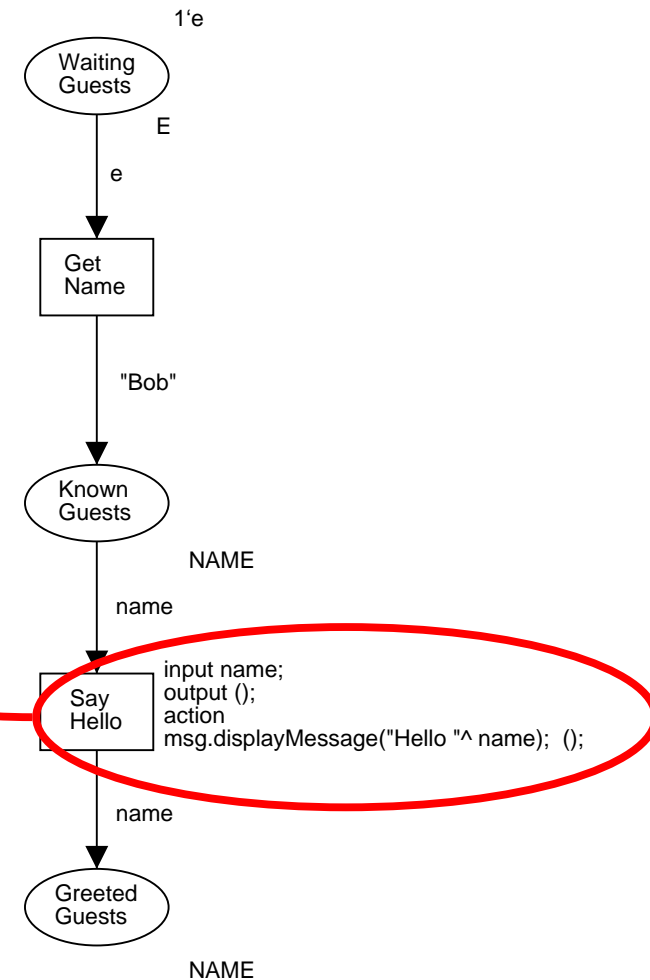 1‘e
Waiting
Guests
E
e
Get
Name
"Bob"
Known
Guests
NAME
name
Say
Hello
input name;
output ();
action
msg.displayMessage("Hello "^ name);  ();
name
Greeted
Guests
NAME